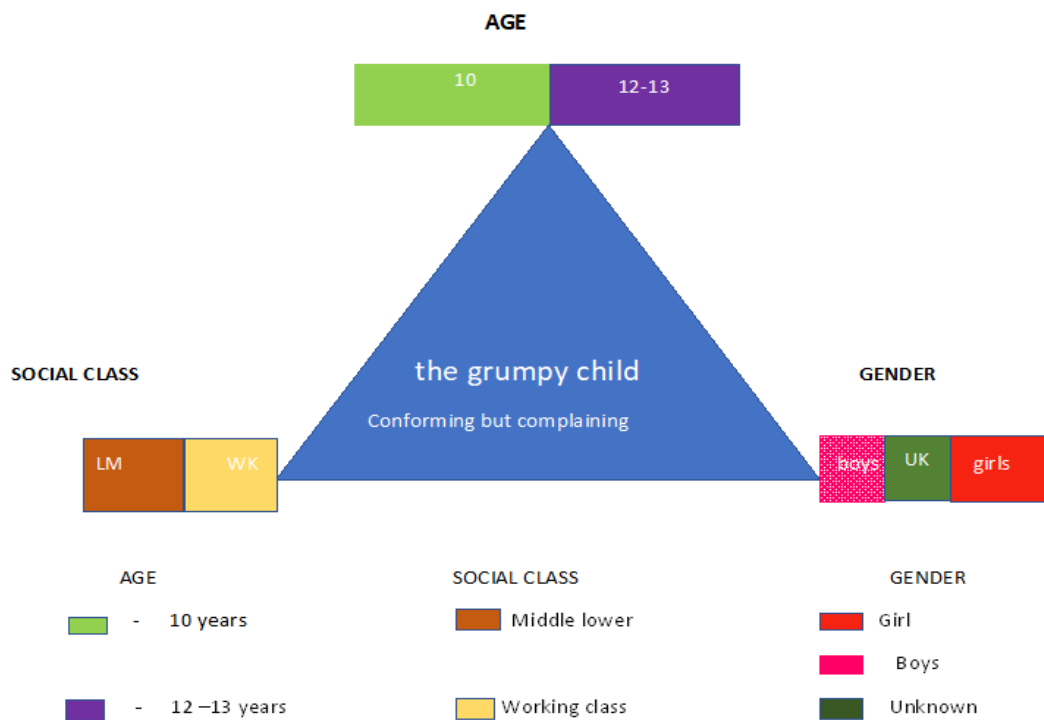 AGE
10 12-13
the grumpy child
Conforming but complaining
SOCIAL CLASS
GENDER
LM WK
boys UK girls
AGE SOCIAL CLASS GENDER
- 10 years Middle lower Girl
Boys
- 12 –13 years Working class Unknown